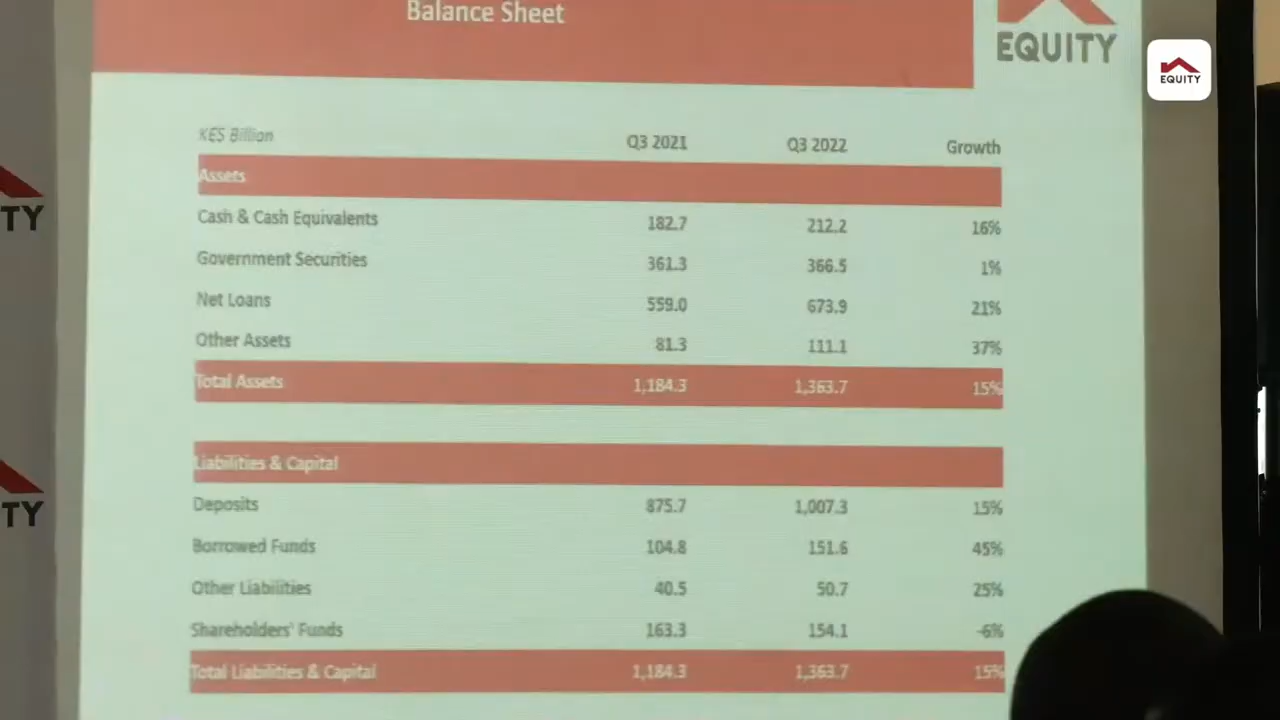 Balance Sheet
EQUITY
EQUITY
KES Billion Q3 2021 Q3 2022 Growth
Assets
Cash & Cash Equivalents 182.7 212.2 16%
Government Securities 361.3 366.5 1%
Net Loans 559.0 673.9 21%
Other Assets 81.3 111.1 37%
Total Assets 1,184.3 1,363.7 15%
Liabilities & Capital
Deposits 875.7 1,007.3 15%
Borrowed Funds 104.8 151.6 45%
Other Liabilities 40.5 50.7 25%
Shareholders' Funds 163.3 154.1 -6%
Total Liabilities & Capital 1,184.3 1,363.7 15%
TY
TY